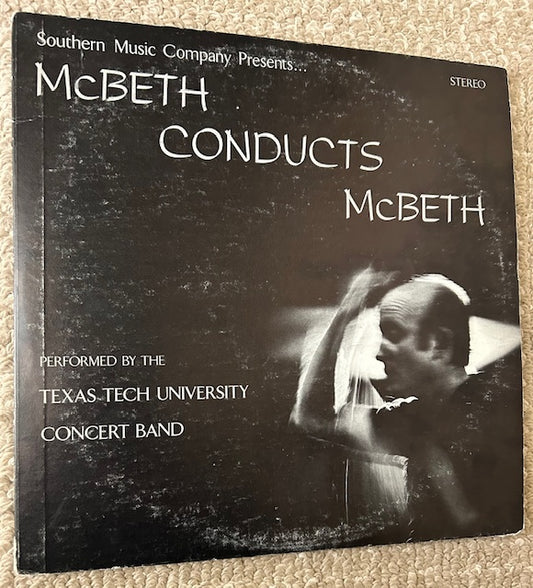 Southern Music Company Presents...
STEREO
McBETH
CONDUCTS
McBETH
PERFORMED BY THE
TEXAS TECH UNIVERSITY
CONCERT BAND